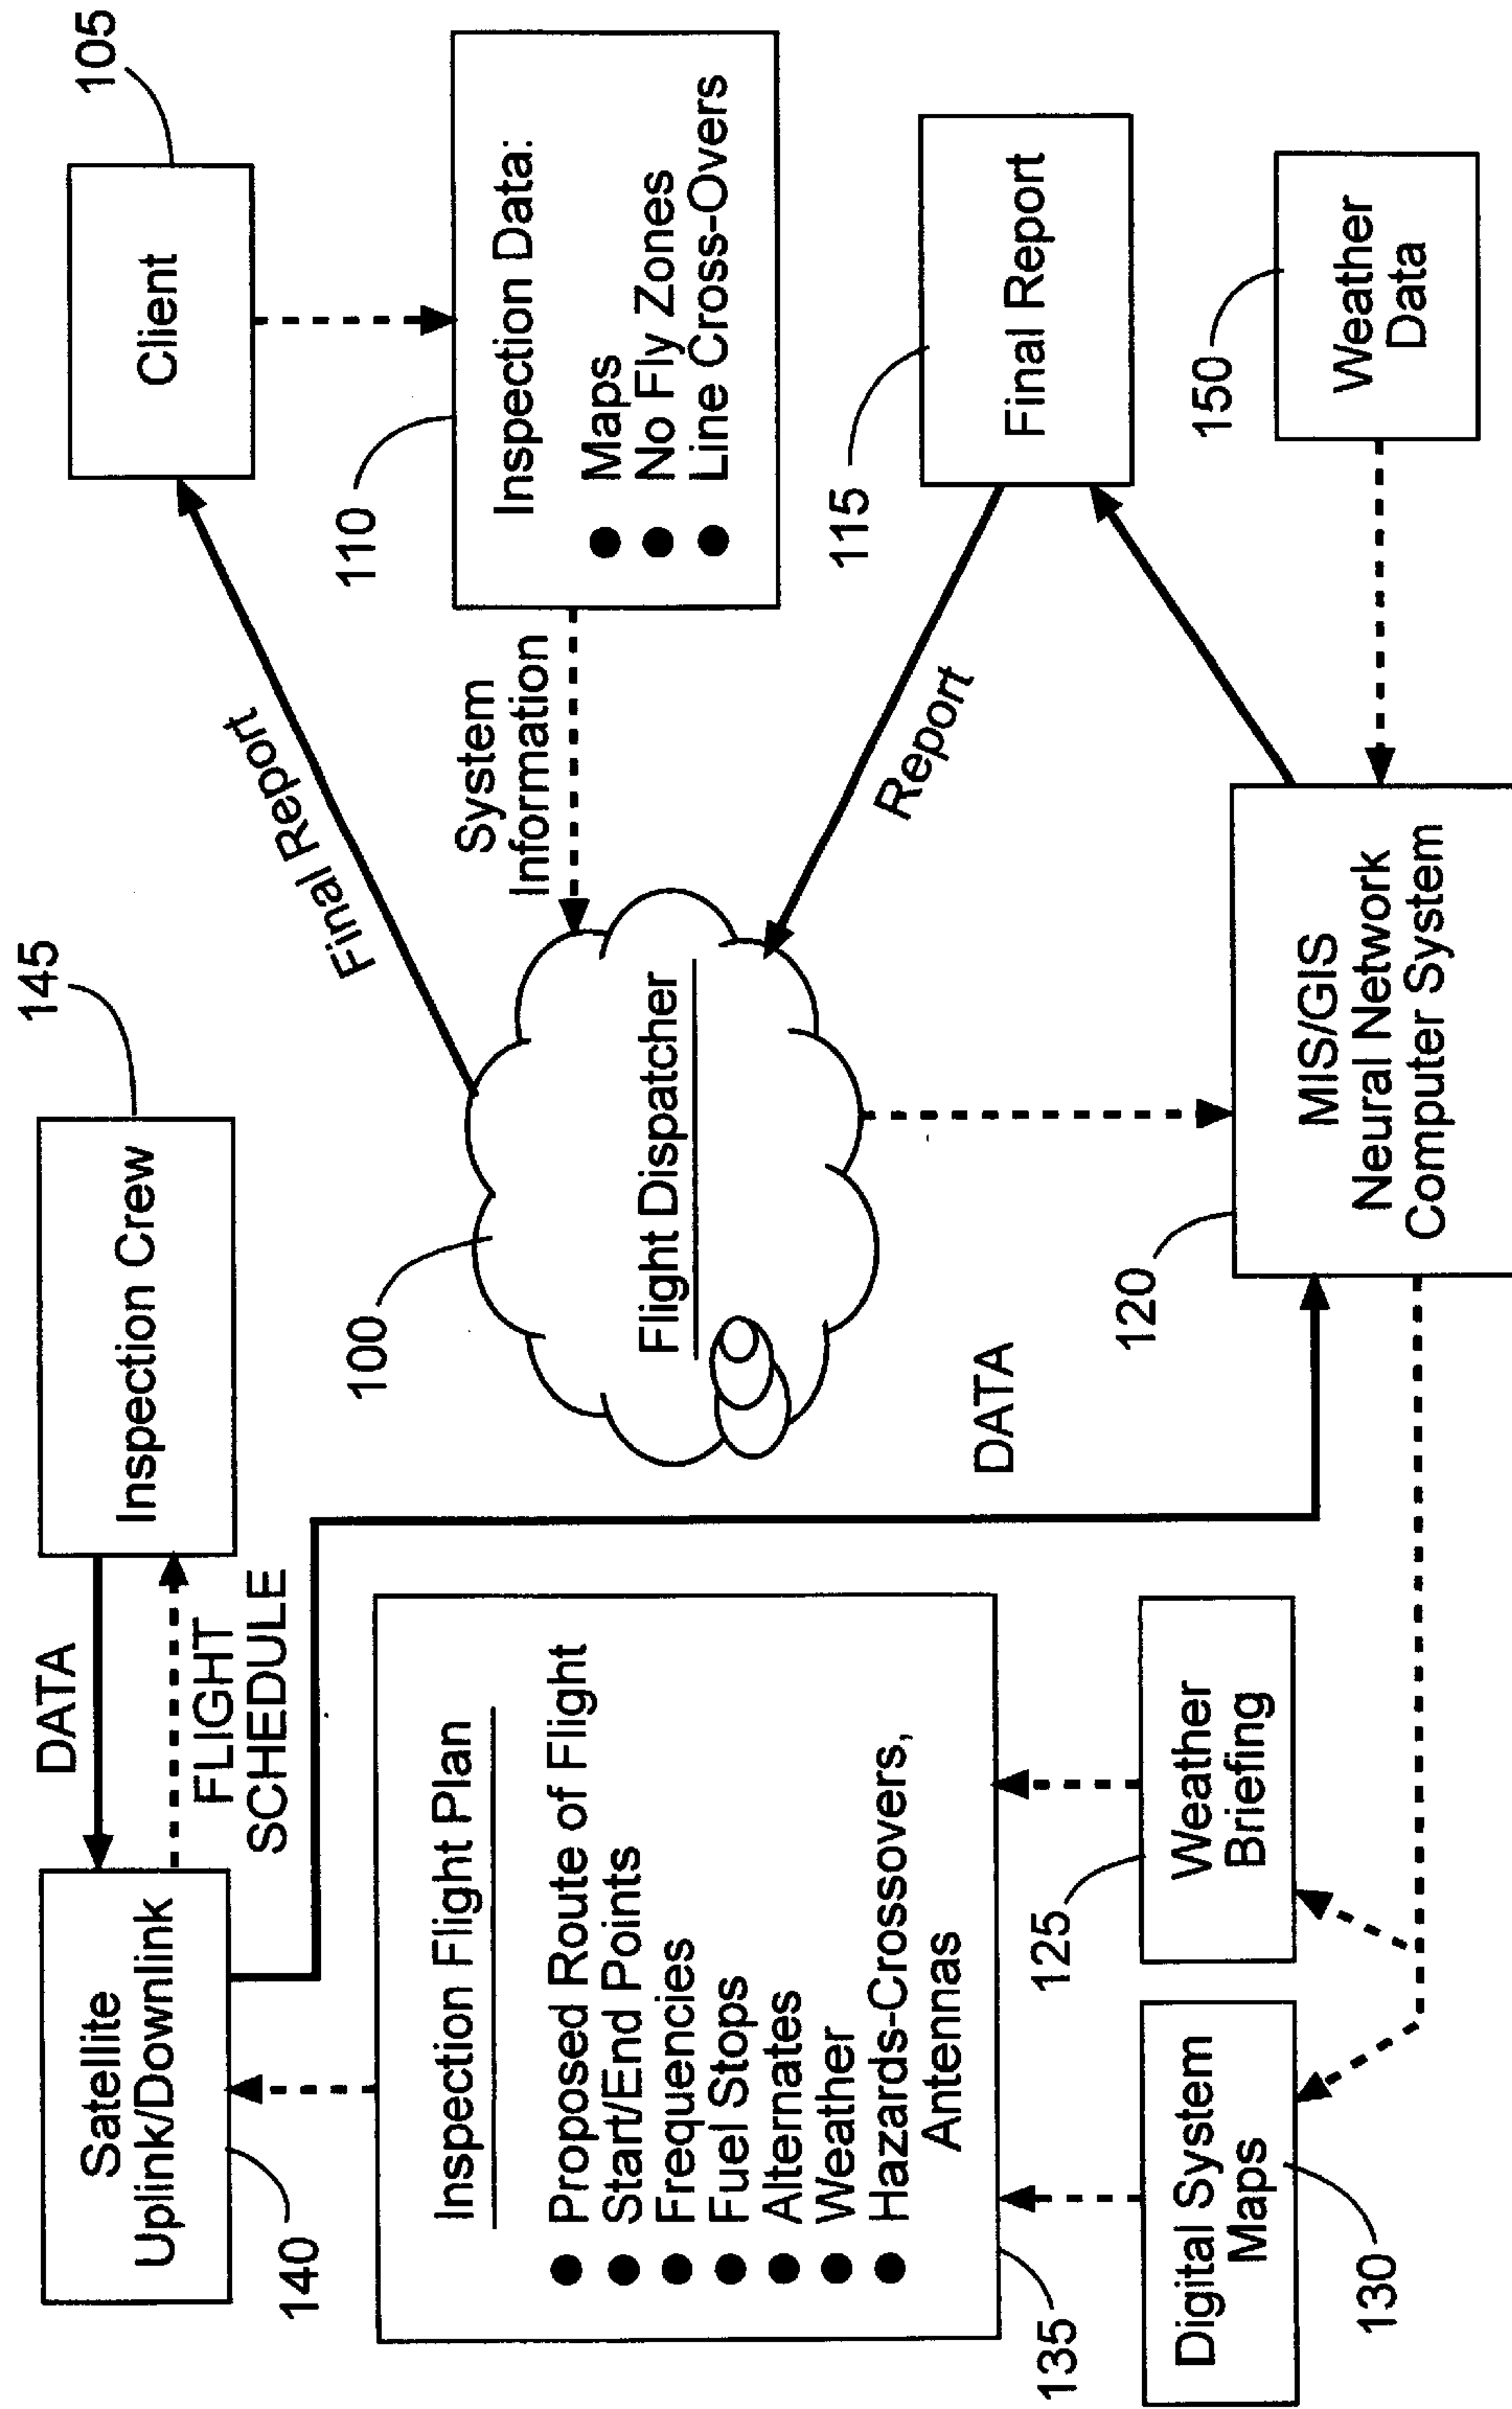 145
105
Satellite
Uplink/Downlink
140
DATA
FLIGHT
SCHEDULE
Inspection Crew
Final Report
Client
Inspection Flight Plan
● Proposed Route of Flight
● Start/End Points
● Frequencies
● Fuel Stops
● Alternates
● Weather
● Hazards-Crossovers,
Antennas
135
100
Flight Dispatcher
System
Information
110
Inspection Data:
● Maps
● No Fly Zones
● Line Cross-Overs
DATA
Report
115
Final Report
Digital System
Maps
130
125
Weather
Briefing
120
MIS/GIS
Neural Network
Computer System
150
Weather
Data